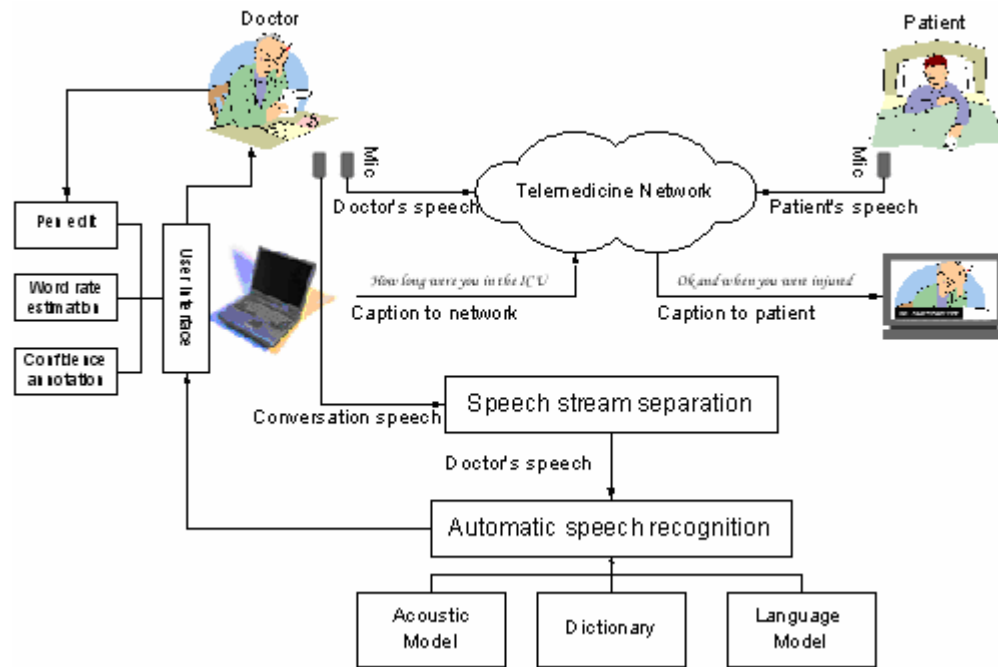 Doctor
Patient
Mic
Mic
Telemedicine Network
Doctor's speech
Patient's speech
Pen edit
Word rate
estimation
Confidence
annotation
User interface
How long were you in the ICU
Caption to network
Ok and when you were injured
Caption to patient
Conversation speech
Speech stream separation
Doctor's speech
Automatic speech recognition
Acoustic
Model
Dictionary
Language
Model